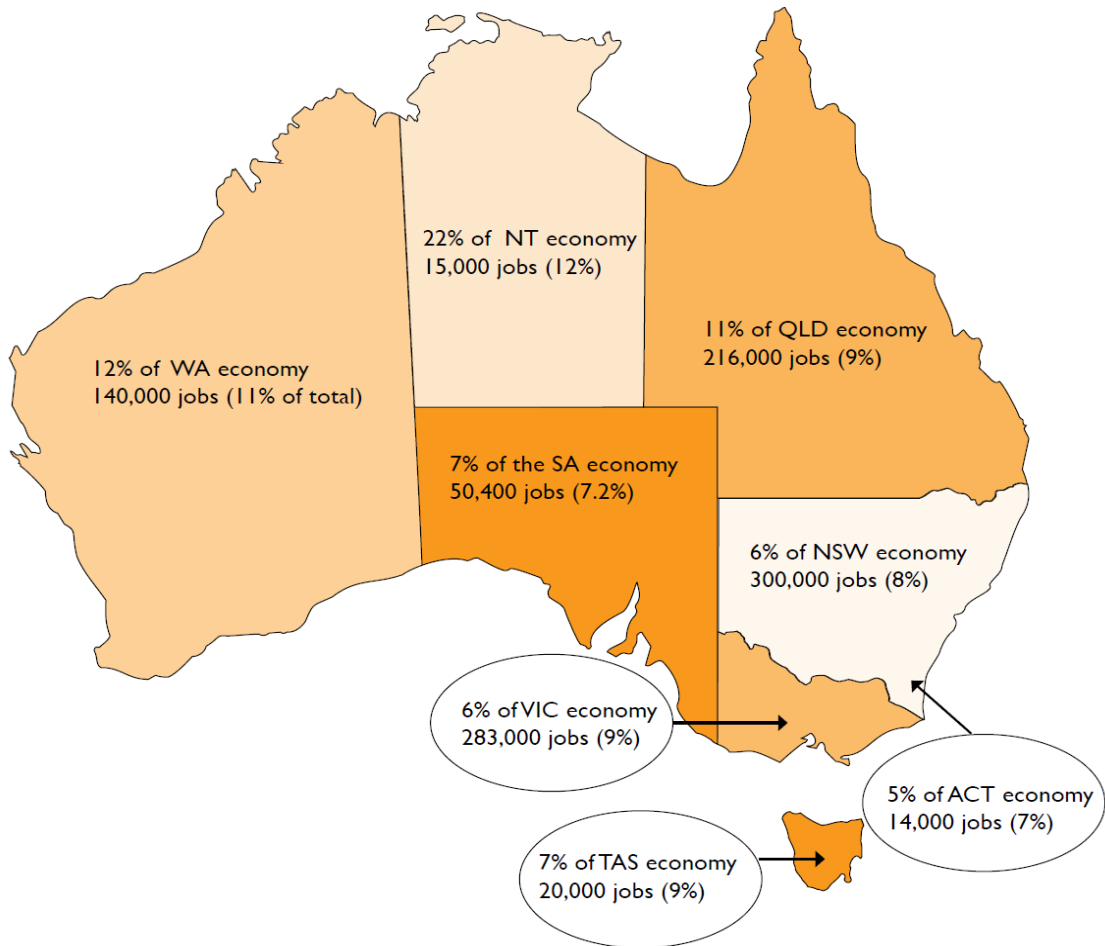 22% of NT economy
15,000 jobs (12%)
11% of QLD economy
216,000 jobs (9%)
12% of WA economy
140,000 jobs (11% of total)
7% of the SA economy
50,400 jobs (7.2%)
6% of NSW economy
300,000 jobs (8%)
6% of VIC economy
283,000 jobs (9%)
5% of ACT economy
14,000 jobs (7%)
7% of TAS economy
20,000 jobs (9%)